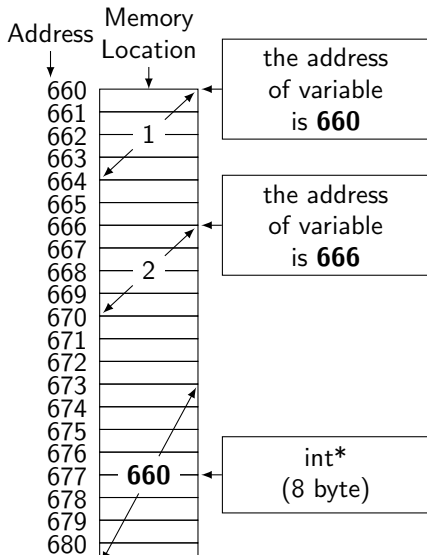 Address
Memory
Location
660
661
662
663
664
665
666
667
668
669
670
671
672
673
674
675
676
677
678
679
680
1
2
660
the address
of variable
is 660
the address
of variable
is 666
int*
(8 byte)